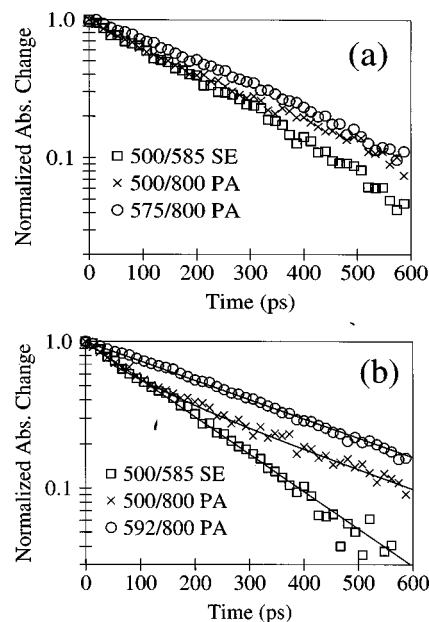 (a)
Normalized Abs. Change
1.0
0.1
□ 500/585 SE
× 500/800 PA
○ 575/800 PA
0 100 200 300 400 500 600
Time (ps)
(b)
Normalized Abs. Change
1.0
0.1
□ 500/585 SE
× 500/800 PA
○ 592/800 PA
0 100 200 300 400 500 600
Time (ps)